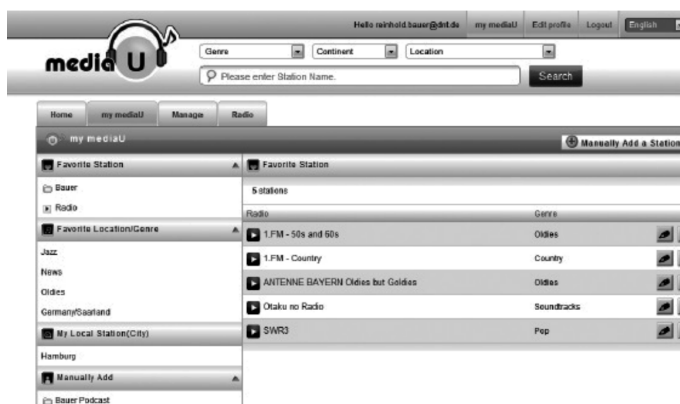 Hello reinhold.bauer@dnt.de my mediaU Edit profile Logout English
media U
Genre Continent Location
Please enter Station Name. Search
Home my mediaU Manage Radio
my mediaU
Manually Add a Station
Favorite Station
Bauer
Radio
Favorite Location/Genre
Jazz
News
Oldies
Germany/Saarland
My Local Station(City)
Hamburg
Manually Add
Bauer Podcast
Favorite Station
5 stations
Radio Genre
1.FM - 50s and 60s Oldies
1.FM - Country Country
ANTENNE BAYERN Oldies but Goldies Oldies
Otaku no Radio Soundtracks
SWR3 Pop